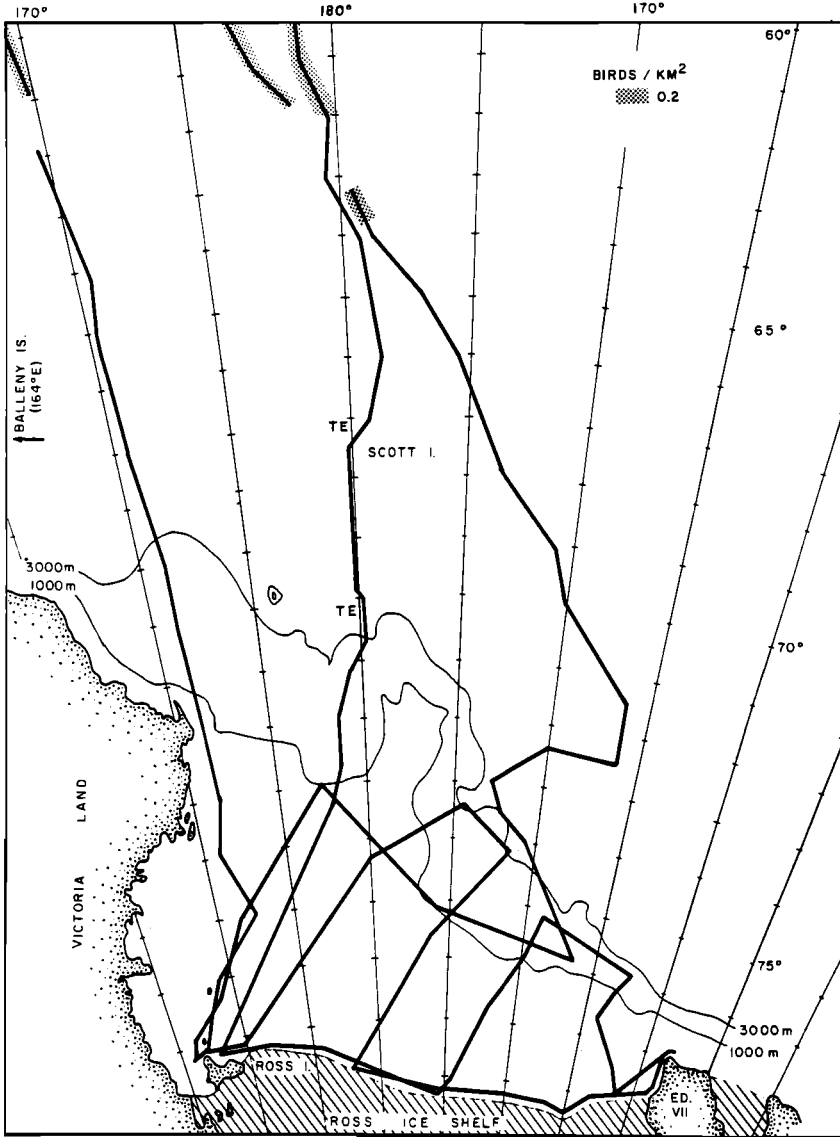 170°
180°
170°
60°
BIRDS / KM²
0.2
65°
BALLENY IS.
(164°E)
TE
SCOTT I.
3000m
1000m
TE
70°
VICTORIA LAND
75°
3000m
1000m
ROSS I.
ED.
VII
ROSS ICE SHELF